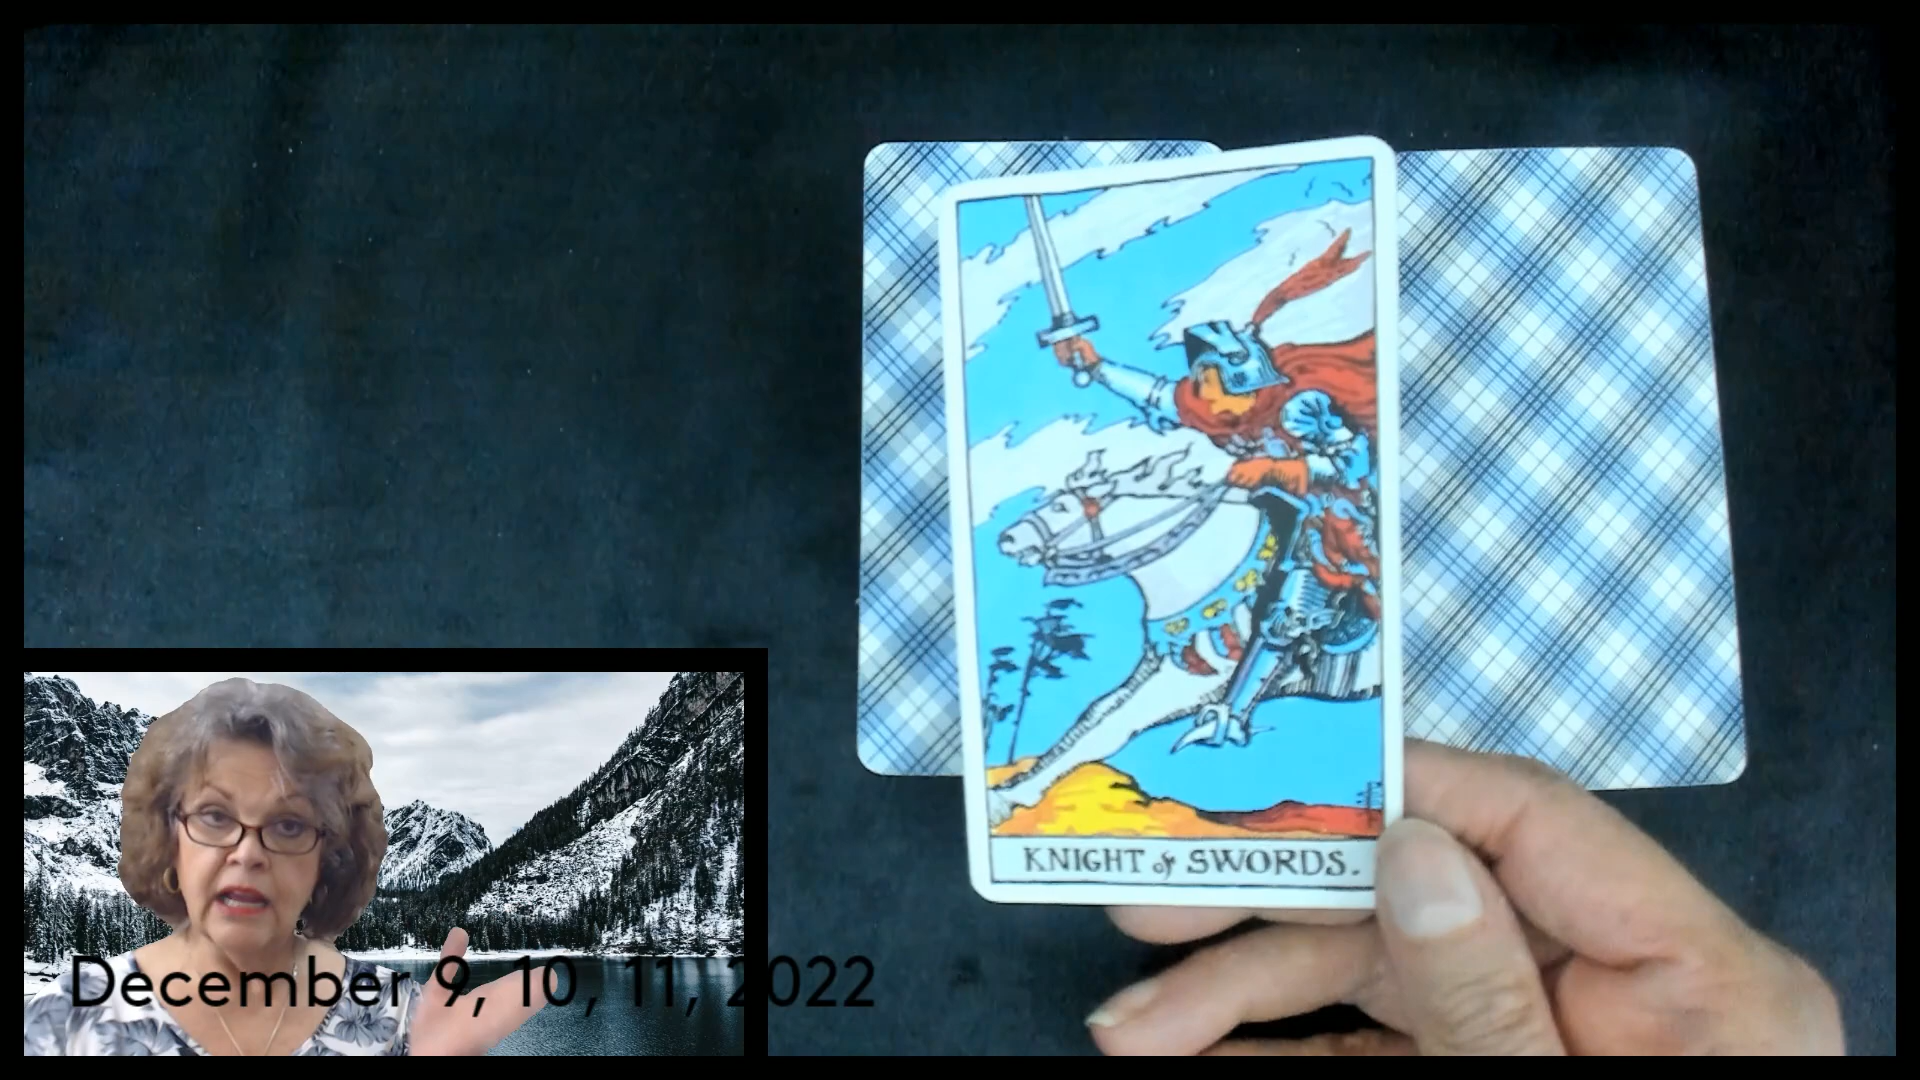 KNIGHT of SWORDS.
December 9, 10, 11, 2022